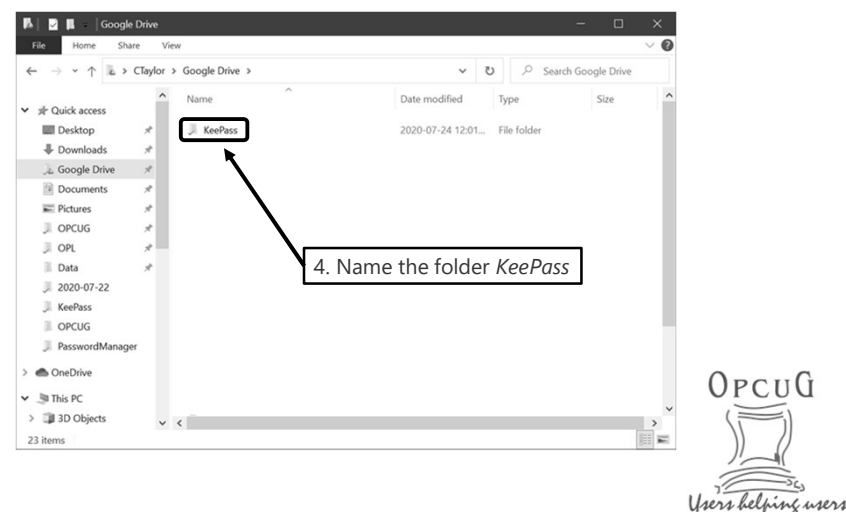 Google Drive
File Home Share View
CTaylor > Google Drive >
Search Google Drive
Name Date modified Type Size
Quick access
Desktop
Downloads
Google Drive
Documents
Pictures
OPCUG
OPL
Data
2020-07-22
KeePass
OPCUG
PasswordManager
OneDrive
This PC
3D Objects
KeePass 2020-07-24 12:01... File folder
4. Name the folder KeePass
23 items
OPCUG
Users helping users